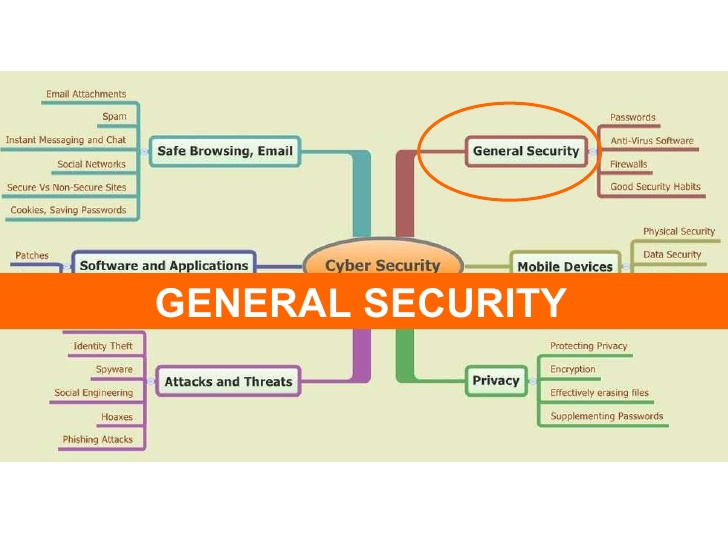 Email Attachments
Spam
Instant Messaging and Chat
Social Networks
Secure Vs Non-Secure Sites
Cookies, Saving Passwords
Safe Browsing, Email
General Security
Passwords
Anti-Virus Software
Firewalls
Good Security Habits
Patches
Software and Applications
Cyber Security
Mobile Devices
Physical Security
Data Security
GENERAL SECURITY
Identity Theft
Spyware
Social Engineering
Hoaxes
Phishing Attacks
Attacks and Threats
Privacy
Protecting Privacy
Encryption
Effectively erasing files
Supplementing Passwords